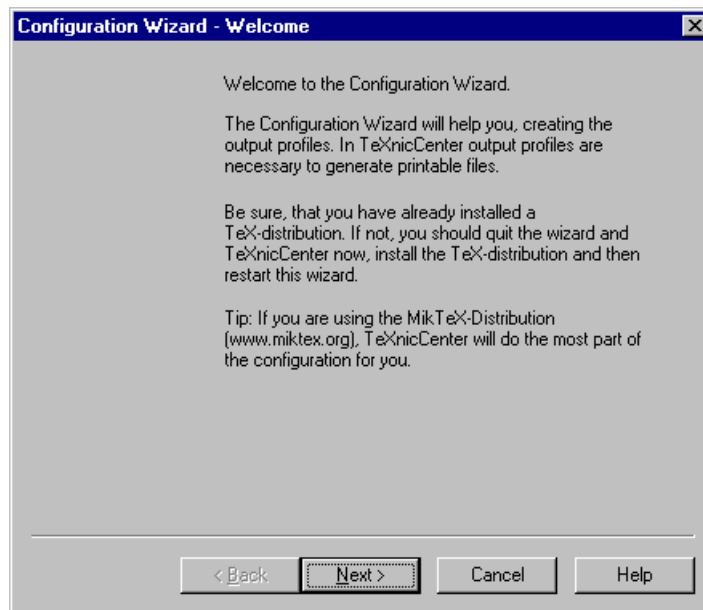 Configuration Wizard - Welcome
Welcome to the Configuration Wizard.
The Configuration Wizard will help you, creating the
output profiles. In TeXnicCenter output profiles are
necessary to generate printable files.
Be sure, that you have already installed a
TeX-distribution. If not, you should quit the wizard and
TeXnicCenter now, install the TeX-distribution and then
restart this wizard.
Tip: If you are using the MikTeX-Distribution
(www.miktex.org), TeXnicCenter will do the most part of
the configuration for you.
< Back Next > Cancel Help